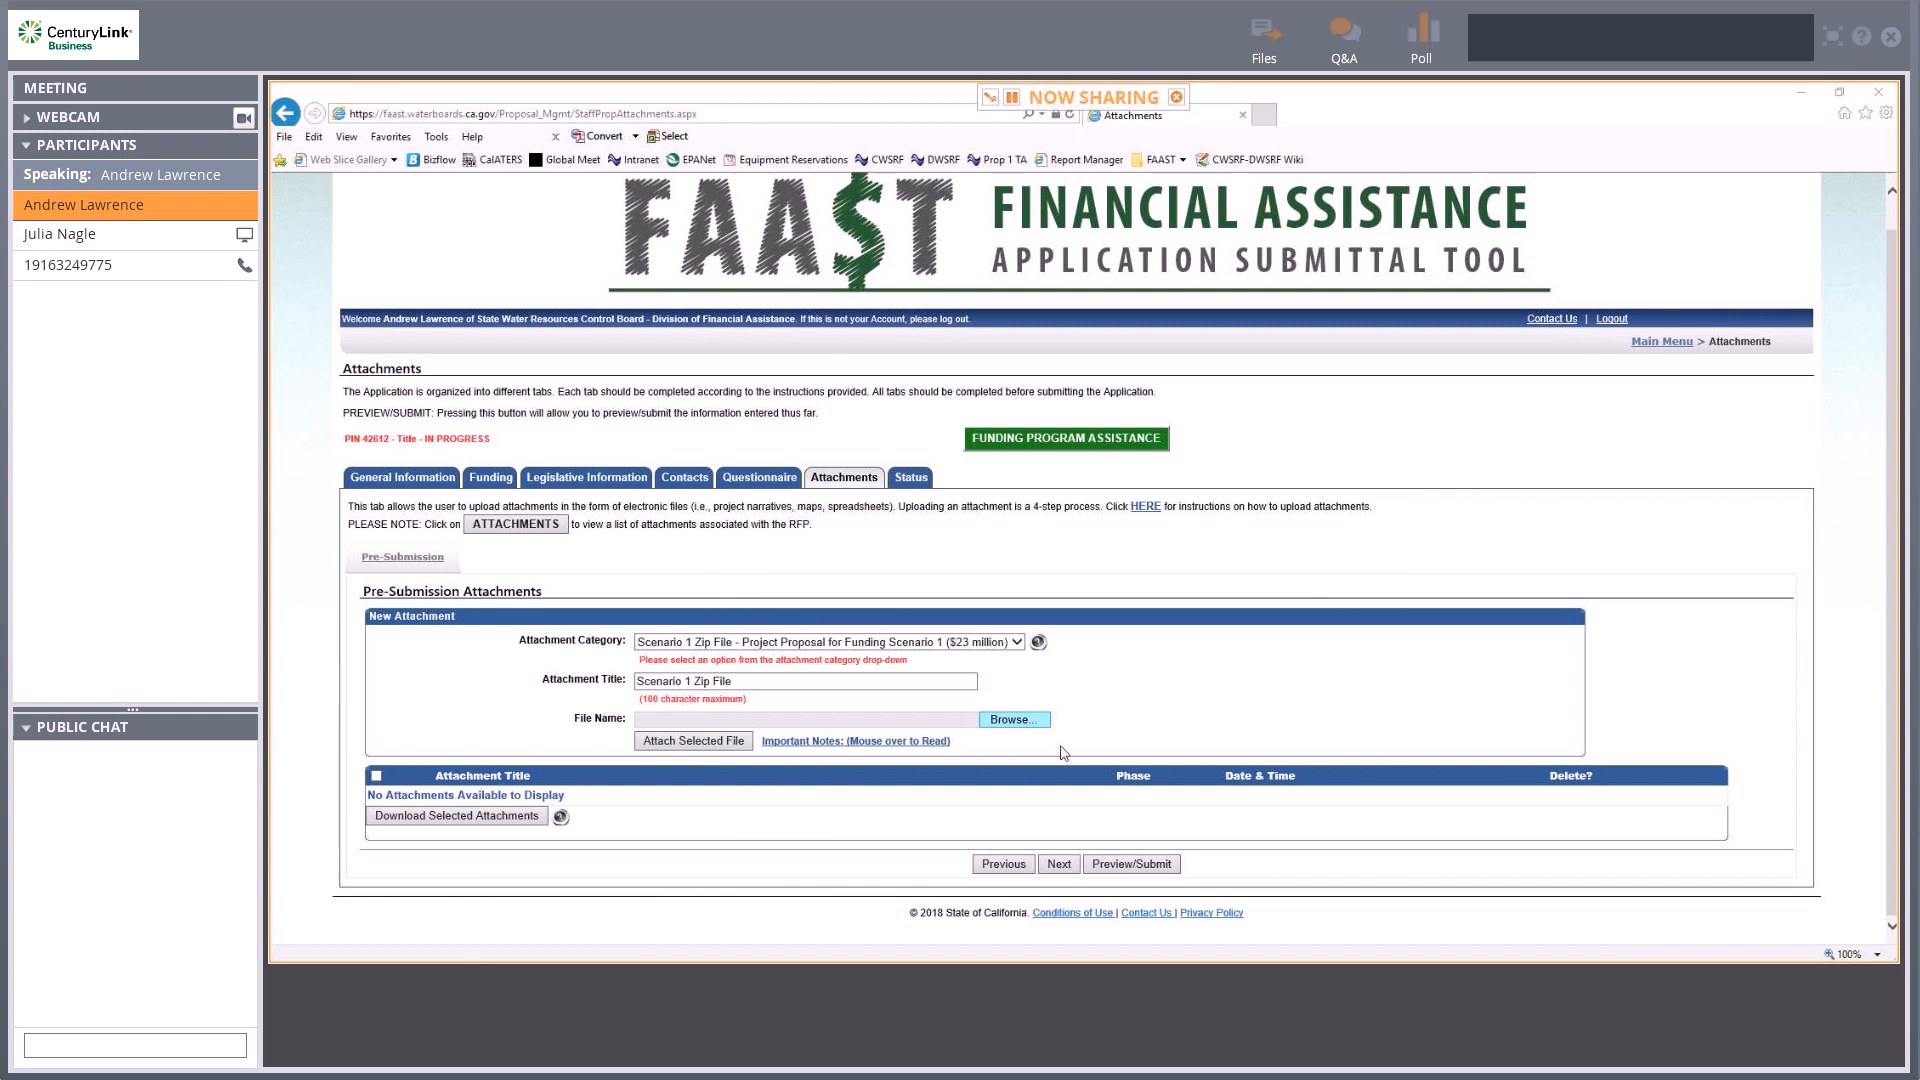 CenturyLink
Business
Files
Q&A
Poll
MEETING
WEBCAM
PARTICIPANTS
Speaking: Andrew Lawrence
Andrew Lawrence
Julia Nagle
19163249775
PUBLIC CHAT
NOW SHARING
https://faast.waterboards.ca.gov/Proposal_Mgmt/StaffPropAttachments.aspx
Attachments
File Edit View Favorites Tools Help x Convert Select
Web Slice Gallery Bizflow CalATERS Global Meet Intranet EPANet Equipment Reservations CWSRF DWSRF Prop 1 TA Report Manager FAAST CWSRF-DWSRF Wiki
FAA$T FINANCIAL ASSISTANCE
APPLICATION SUBMITTAL TOOL
Welcome Andrew Lawrence of State Water Resources Control Board - Division of Financial Assistance. If this is not your Account, please log out.
Contact Us | Logout
Main Menu > Attachments
Attachments
The Application is organized into different tabs. Each tab should be completed according to the instructions provided. All tabs should be completed before submitting the Application.
PREVIEW/SUBMIT: Pressing this button will allow you to preview/submit the information entered thus far.
PIN 42612 - Title - IN PROGRESS
FUNDING PROGRAM ASSISTANCE
General Information Funding Legislative Information Contacts Questionnaire Attachments Status
This tab allows the user to upload attachments in the form of electronic files (i.e., project narratives, maps, spreadsheets). Uploading an attachment is a 4-step process. Click HERE for instructions on how to upload attachments.
PLEASE NOTE: Click on ATTACHMENTS to view a list of attachments associated with the RFP.
Pre-Submission
Pre-Submission Attachments
New Attachment
Attachment Category: Scenario 1 Zip File - Project Proposal for Funding Scenario 1 ($23 million)
Please select an option from the attachment category drop-down
Attachment Title: Scenario 1 Zip File
(100 character maximum)
File Name: Browse...
Attach Selected File Important Notes: (Mouse over to Read)
Attachment Title Phase Date & Time Delete?
No Attachments Available to Display
Download Selected Attachments
Previous Next Preview/Submit
© 2018 State of California. Conditions of Use | Contact Us | Privacy Policy
100%